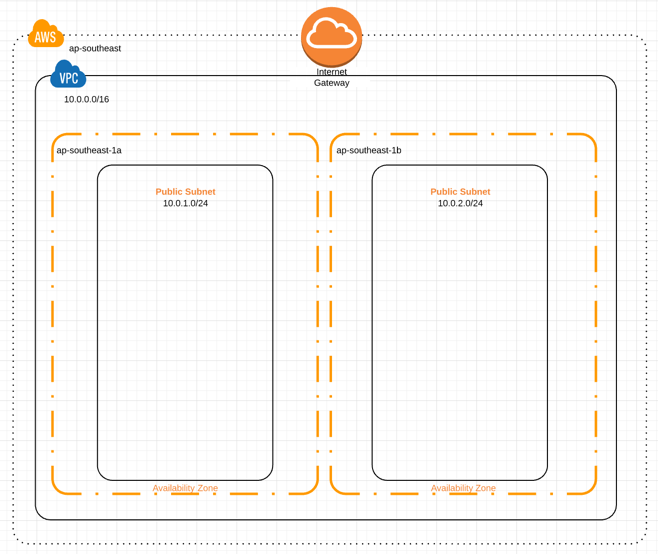 AWS
ap-southeast
Internet
Gateway
VPC
10.0.0.0/16
ap-southeast-1a
Public Subnet
10.0.1.0/24
Availability Zone
ap-southeast-1b
Public Subnet
10.0.2.0/24
Availability Zone